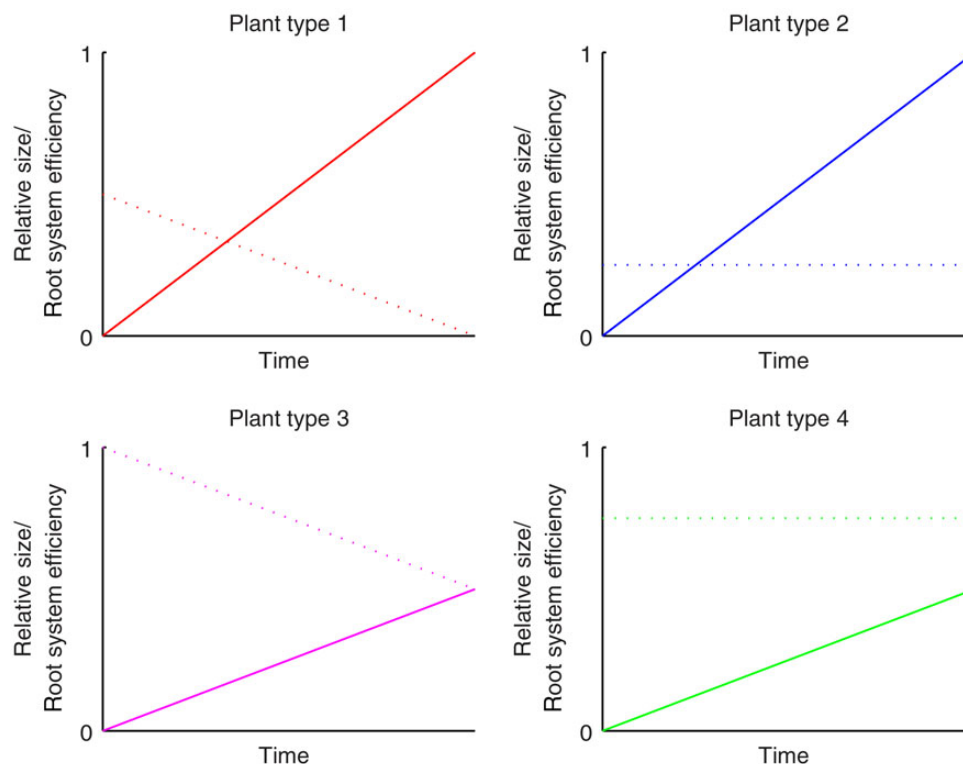 Plant type 1
1
Relative size/
Root system efficiency
0
Time
Plant type 2
1
Relative size/
Root system efficiency
0
Time
Plant type 3
1
Relative size/
Root system efficiency
0
Time
Plant type 4
1
Relative size/
Root system efficiency
0
Time